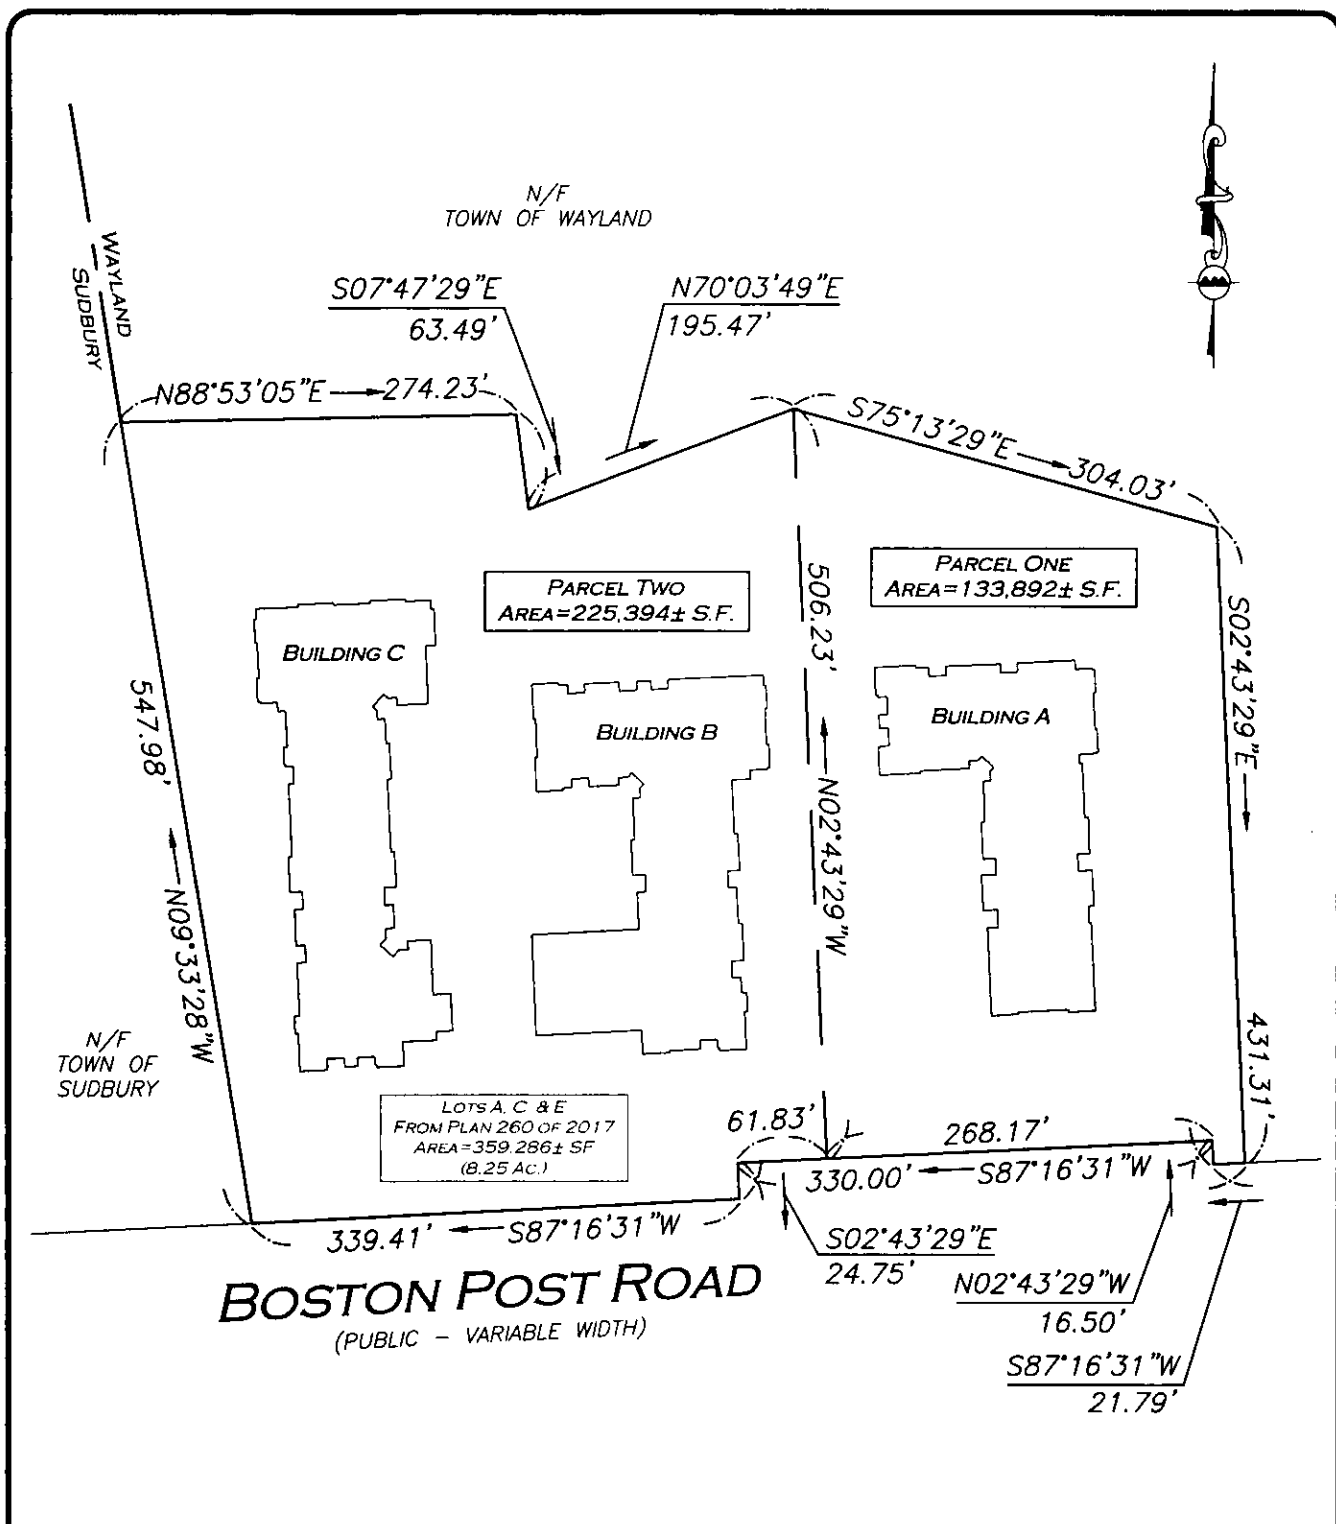 N/F
TOWN OF WAYLAND
WAYLAND
SUDBURY
S07°47'29"E
63.49'
N70°03'49"E
195.47'
N88°53'05"E
274.23'
S75°13'29"E
304.03'
PARCEL TWO
AREA=225,394± S.F.
PARCEL ONE
AREA=133,892± S.F.
506.23'
N02°43'29"W
S02°43'29"E
431.31'
BUILDING C
BUILDING B
BUILDING A
547.98'
N09°33'28"W
N/F
TOWN OF
SUDBURY
LOTS A, C & E
FROM PLAN 260 OF 2017
AREA=359,286± SF
(8.25 AC.)
61.83'
268.17'
330.00'
S87°16'31"W
339.41'
S87°16'31"W
S02°43'29"E
24.75'
N02°43'29"W
16.50'
S87°16'31"W
21.79'
BOSTON POST ROAD
(PUBLIC - VARIABLE WIDTH)